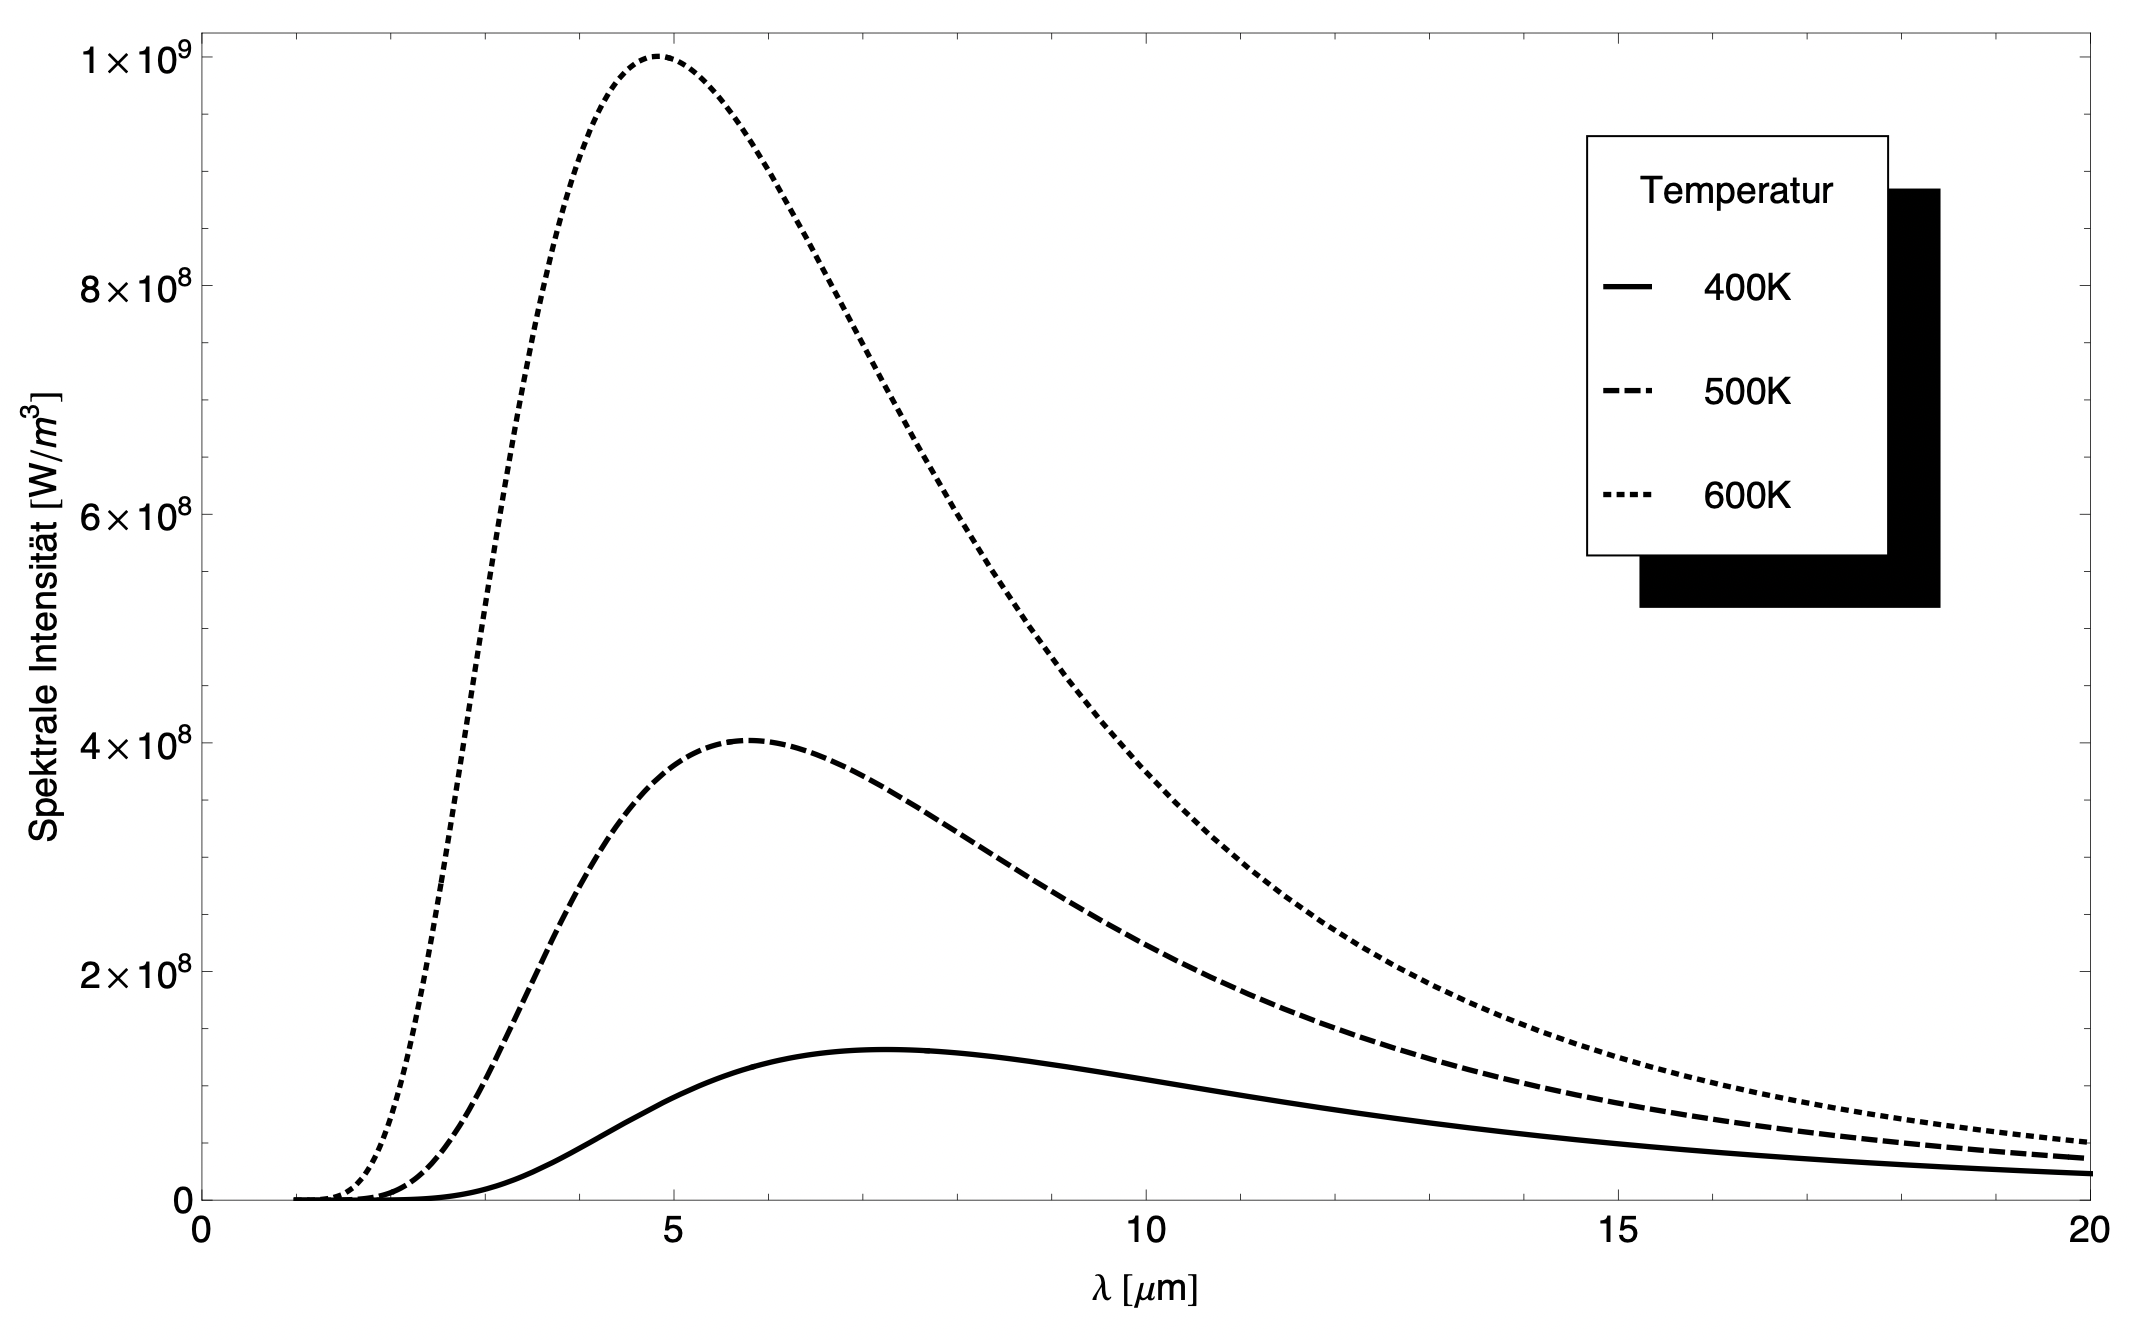 1×10⁹
8×10⁸
6×10⁸
4×10⁸
2×10⁸
0
Spektrale Intensität [W/m³]
Temperatur
400K
500K
600K
0 5 10 15 20
λ [μm]